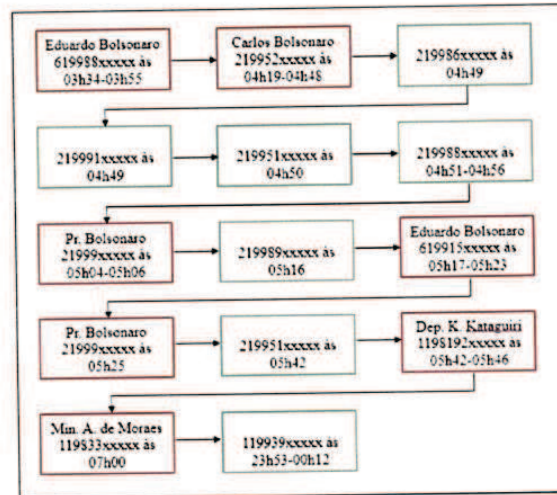 Eduardo Bolsonaro
619988xxxxx às
03h34-03h55
Carlos Bolsonaro
219952xxxxx às
04h19-04h48
219986xxxxx às
04h49
219991xxxxx às
04h49
219951xxxxx às
04h50
219988xxxxx às
04h51-04h56
Pr. Bolsonaro
21999xxxxx às
05h04-05h06
219989xxxxx às
05h16
Eduardo Bolsonaro
619915xxxxx às
05h17-05h23
Pr. Bolsonaro
21999xxxxx às
05h25
219951xxxxx às
05h42
Dep. K. Kataguiri
1198192xxxxx às
05h42-05h46
Min. A. de Moraes
119833xxxxx às
07h00
119939xxxxx às
23h53-00h12